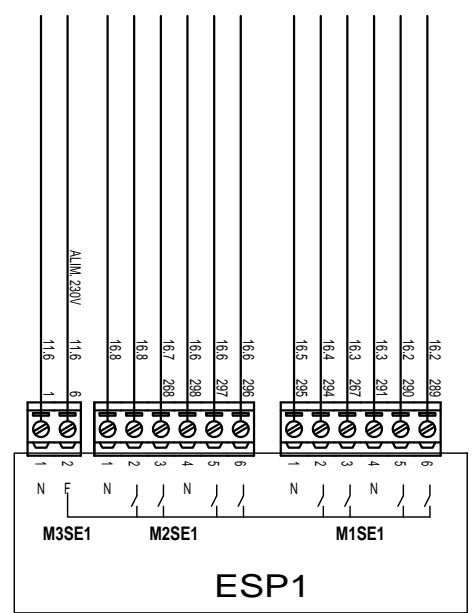 ALIM. 230V
11.6 11.6 16.8 16.8 16.7 16.6 16.6 16.6 16.5 16.4 16.3 16.3 16.2 16.2
1 6 268 298 297 296 295 294 267 291 290 289
1 2 1 2 3 4 5 6 1 2 3 4 5 6
N F N N N N
M3SE1 M2SE1 M1SE1
ESP1